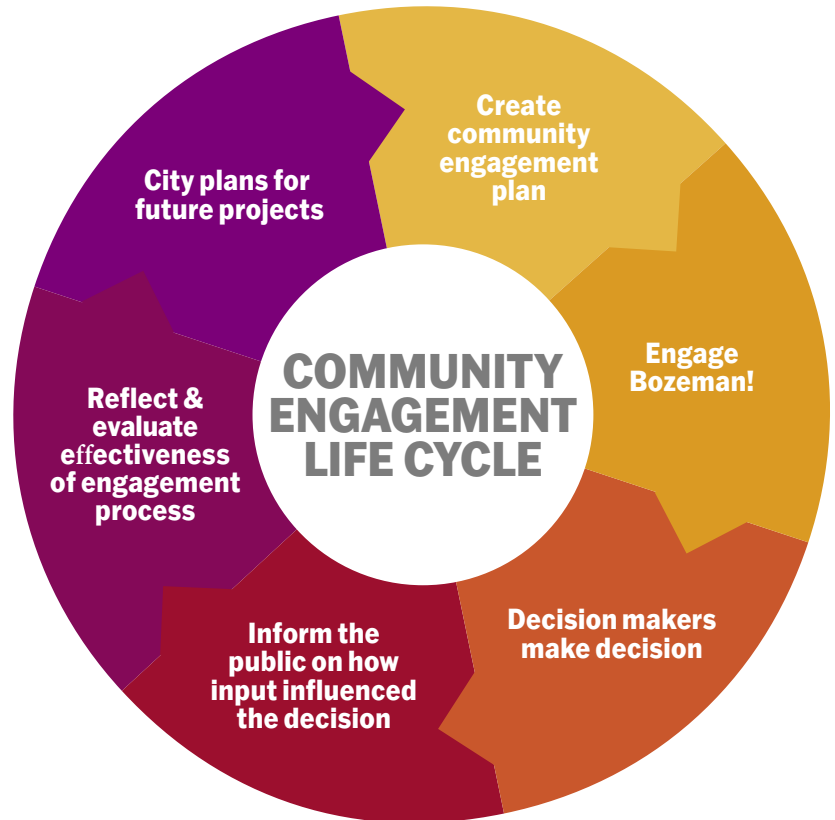 COMMUNITY
ENGAGEMENT
LIFE CYCLE
Create
community
engagement
plan
Engage
Bozeman!
Decision makers
make decision
Inform the
public on how
input influenced
the decision
Reflect &
evaluate
effectiveness
of engagement
process
City plans for
future projects